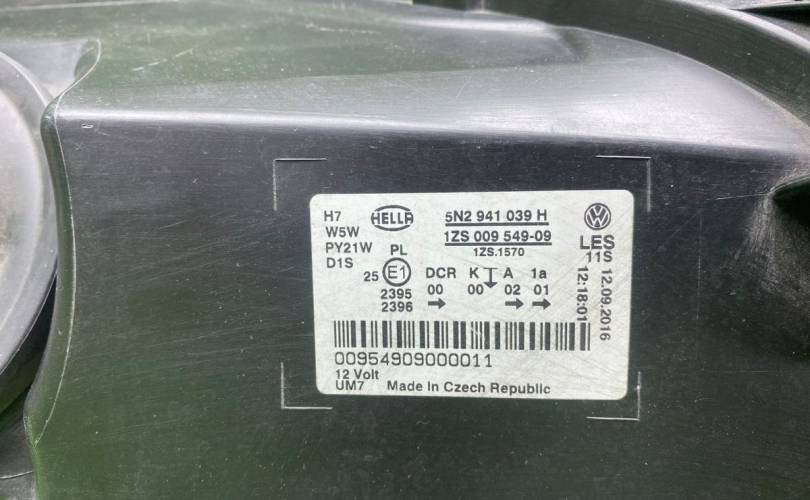 H7
W5W
PY21W
D1S
HELLA
5N2 941 039 H
1ZS 009 549-09
1ZS.1570
PL
25 E1
2395
2396
DCR K A 1a
00 00 02 01
00954909000011
12 Volt
UM7 Made In Czech Republic
VW
LES
11S
12.09.2016
12:18:01